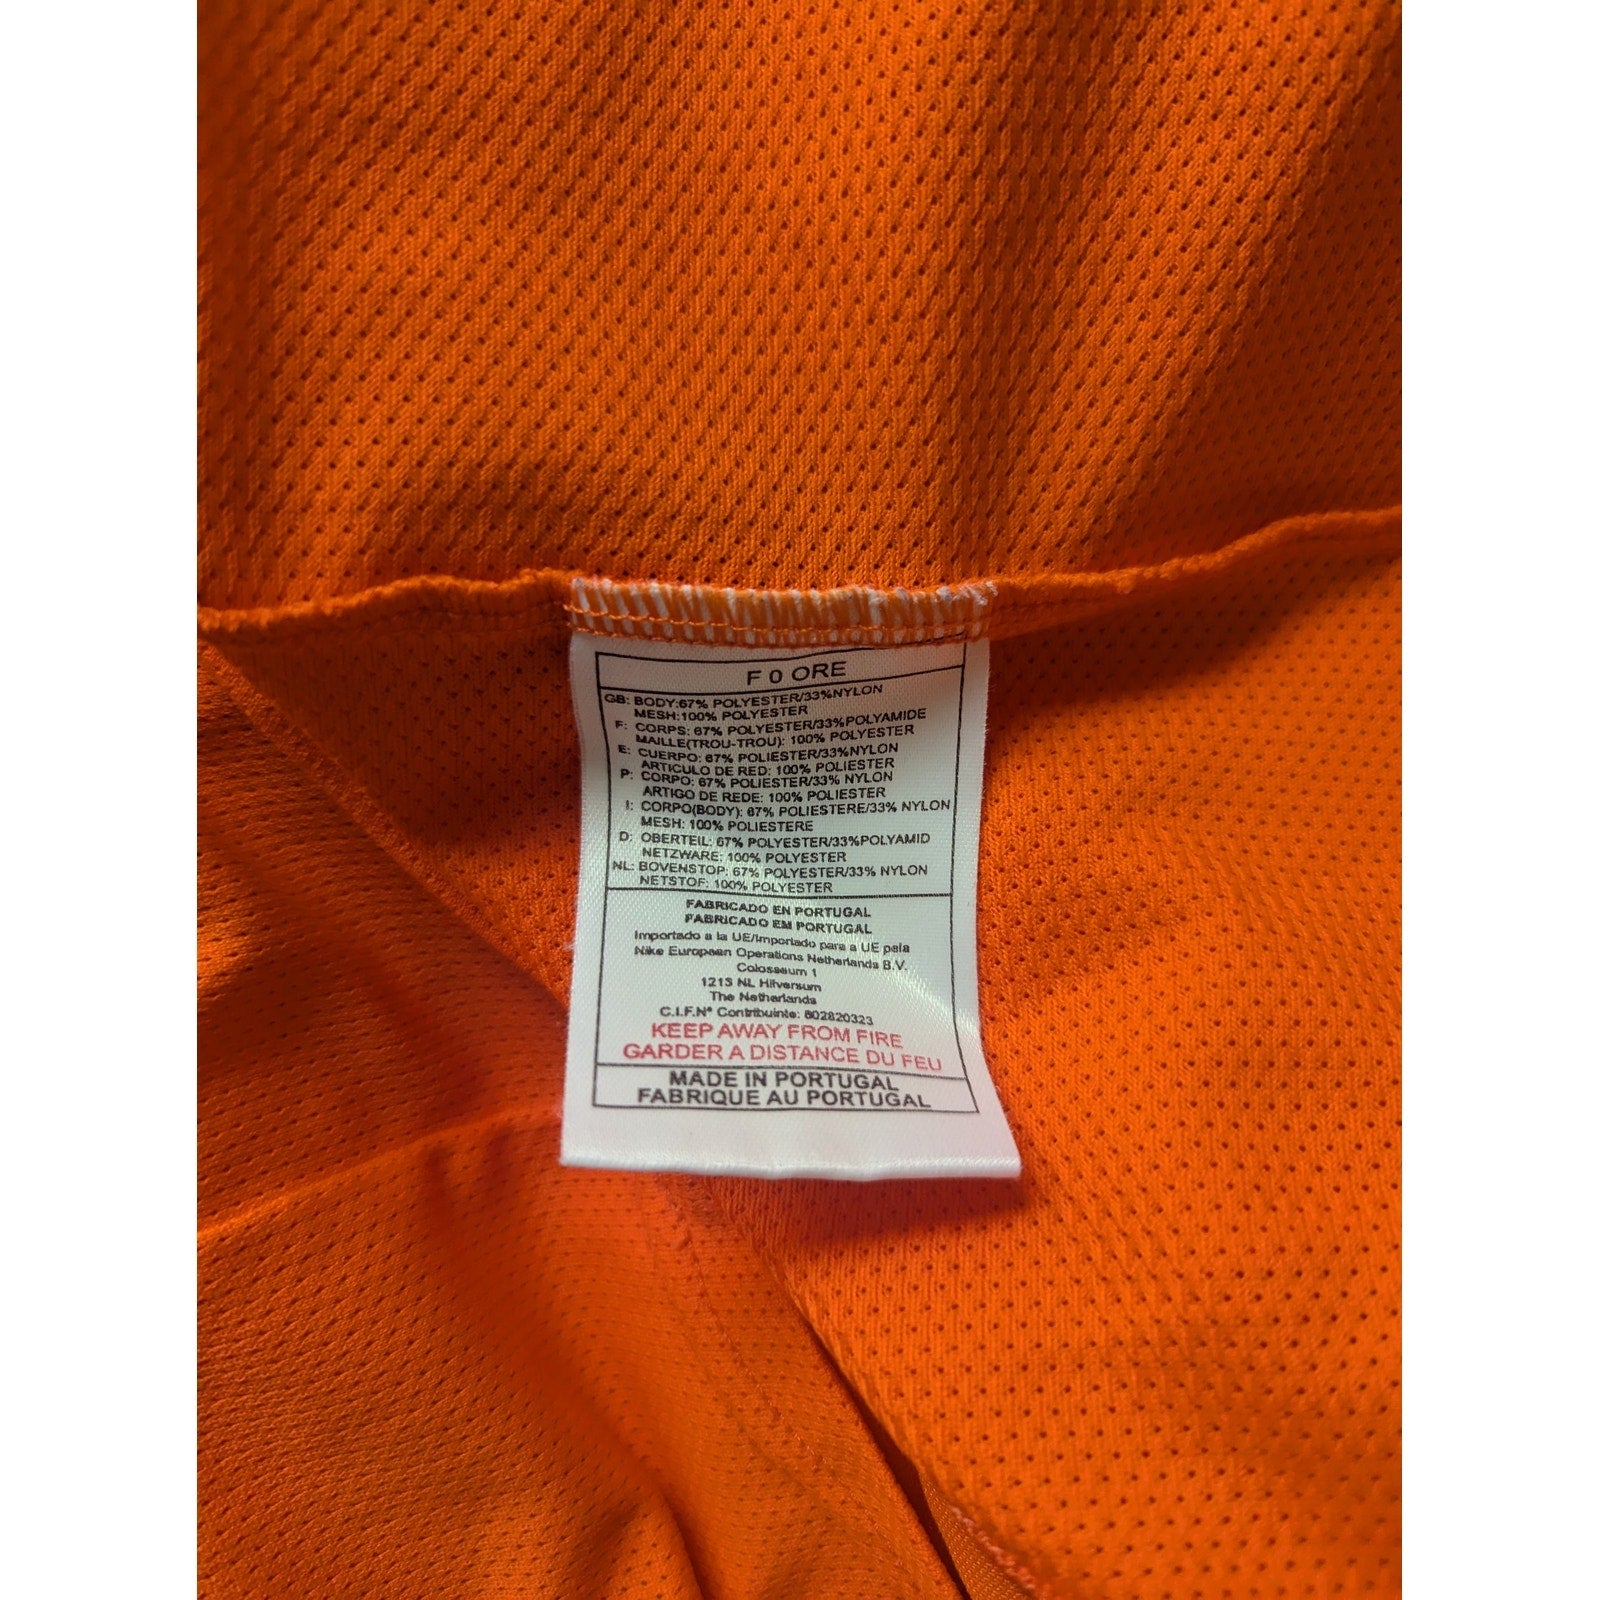 F 0 ORE
GB: BODY:67% POLYESTER/33%NYLON
MESH:100% POLYESTER
F: CORPS: 67% POLYESTER/33%POLYAMIDE
MAILLE(TROU-TROU): 100% POLYESTER
E: CUERPO: 67% POLIESTER/33%NYLON
ARTICULO DE RED: 100% POLIESTER
P: CORPO: 67% POLIESTER/33% NYLON
ARTIGO DE REDE: 100% POLIESTER
I: CORPO(BODY): 67% POLIESTERE/33% NYLON
MESH: 100% POLIESTERE
D: OBERTEIL: 67% POLYESTER/33%POLYAMID
NETZWARE: 100% POLYESTER
NL: BOVENSTOP: 67% POLYESTER/33% NYLON
NETSTOF: 100% POLYESTER
FABRICADO EN PORTUGAL
FABRICADO EM PORTUGAL
Importado a la UE/Importado para a UE pela
Nike European Operations Netherlands B.V.
Colosseum 1
1213 NL Hilversum
The Netherlands
C.I.F.Nº Contribuinte: 802820323
KEEP AWAY FROM FIRE
GARDER A DISTANCE DU FEU
MADE IN PORTUGAL
FABRIQUE AU PORTUGAL